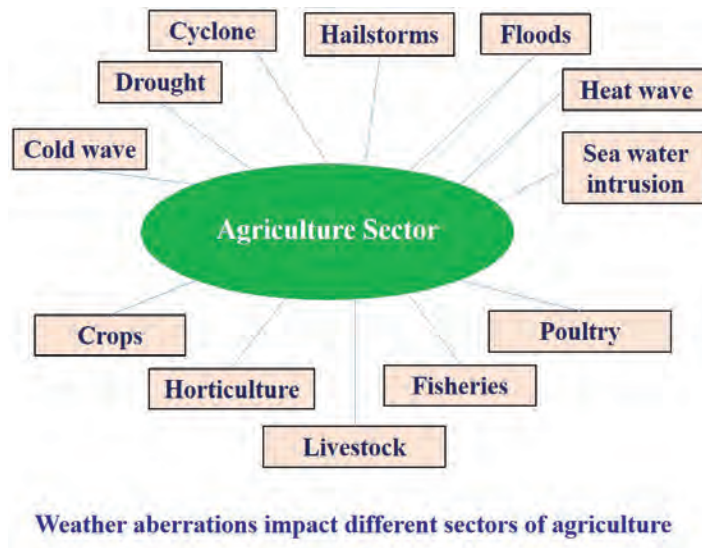 Cyclone
Hailstorms
Floods
Drought
Heat wave
Cold wave
Sea water
intrusion
Agriculture Sector
Crops
Poultry
Horticulture
Fisheries
Livestock
Weather aberrations impact different sectors of agriculture